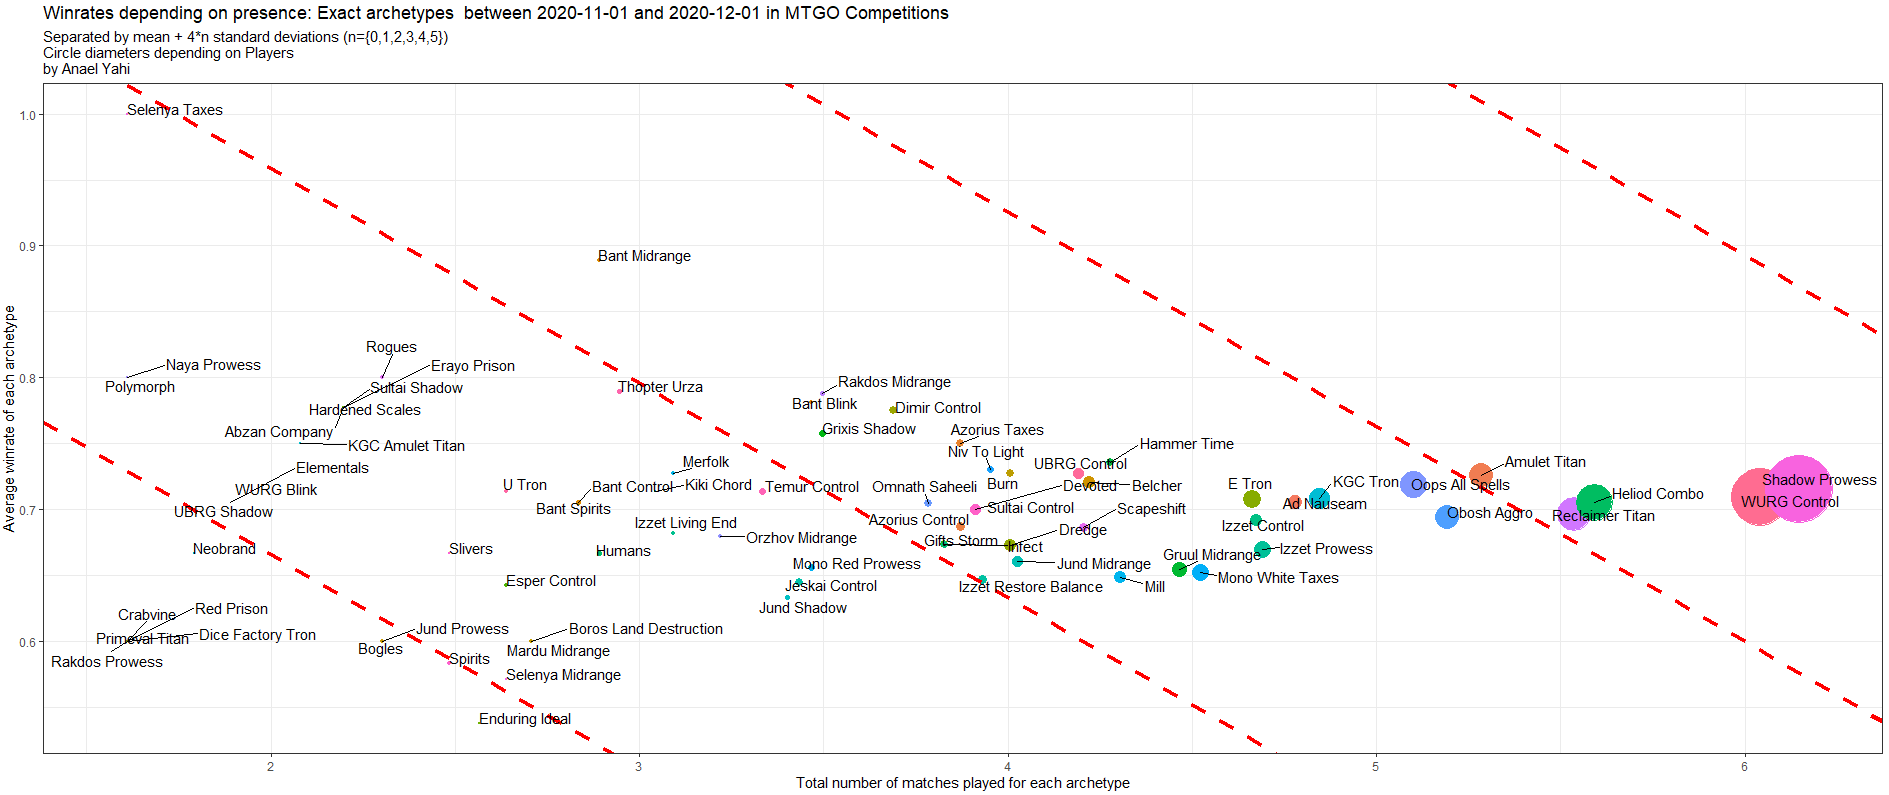 Winrates depending on presence: Exact archetypes  between 2020-11-01 and 2020-12-01 in MTGO Competitions
Separated by mean + 4*n standard deviations (n={0,1,2,3,4,5})
Circle diameters depending on Players
by Anael Yahi
1.0
Selenya Taxes
0.9
Bant Midrange
Rogues
Naya Prowess
Erayo Prison
0.8
Polymorph
Sultai Shadow
Thopter Urza
Rakdos Midrange
Hardened Scales
Bant Blink
Dimir Control
Abzan Company
Grixis Shadow
Azorius Taxes
KGC Amulet Titan
Hammer Time
Niv To Light
Elementals
Merfolk
UBRG Control
Amulet Titan
WURG Blink
U Tron
Bant Control
Kiki Chord
Temur Control
Omnath Saheeli
Burn
Devoted
Belcher
E Tron
KGC Tron
Oops All Spells
Shadow Prowess
Heliod Combo
0.7
UBRG Shadow
Bant Spirits
Sultai Control
Scapeshift
Ad Nauseam
WURG Control
Izzet Living End
Azorius Control
Izzet Control
Obosh Aggro
Reclaimer Titan
Orzhov Midrange
Dredge
Neobrand
Slivers
Humans
Gifts Storm
Infect
Izzet Prowess
Mono Red Prowess
Jund Midrange
Gruul Midrange
Esper Control
Jeskai Control
Izzet Restore Balance
Mill
Mono White Taxes
Crabvine
Red Prison
Jund Shadow
0.6
Primeval Titan
Dice Factory Tron
Jund Prowess
Boros Land Destruction
Rakdos Prowess
Bogles
Spirits
Mardu Midrange
Selenya Midrange
Enduring Ideal
Average winrate of each archetype
2
3
4
5
6
Total number of matches played for each archetype